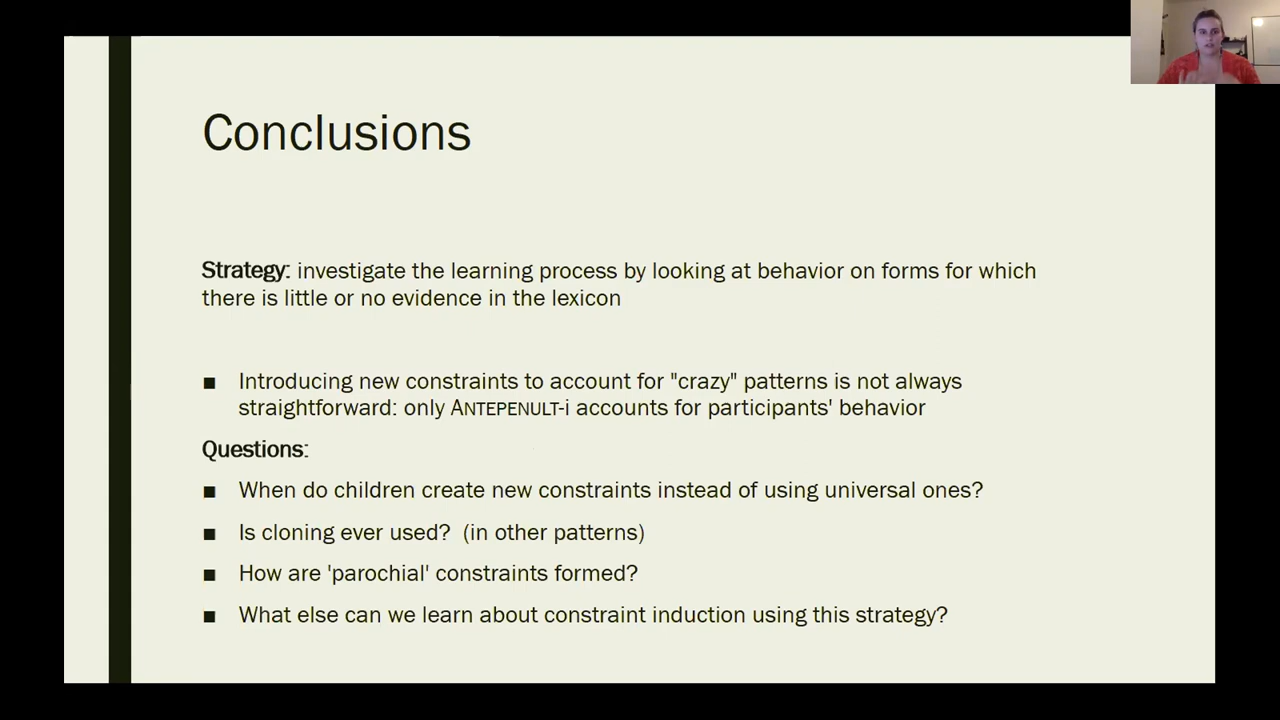 Conclusions
Strategy: investigate the learning process by looking at behavior on forms for which
there is little or no evidence in the lexicon
■ Introducing new constraints to account for "crazy" patterns is not always
straightforward: only ANTEPENULT-i accounts for participants' behavior
Questions:
■ When do children create new constraints instead of using universal ones?
■ Is cloning ever used? (in other patterns)
■ How are 'parochial' constraints formed?
■ What else can we learn about constraint induction using this strategy?